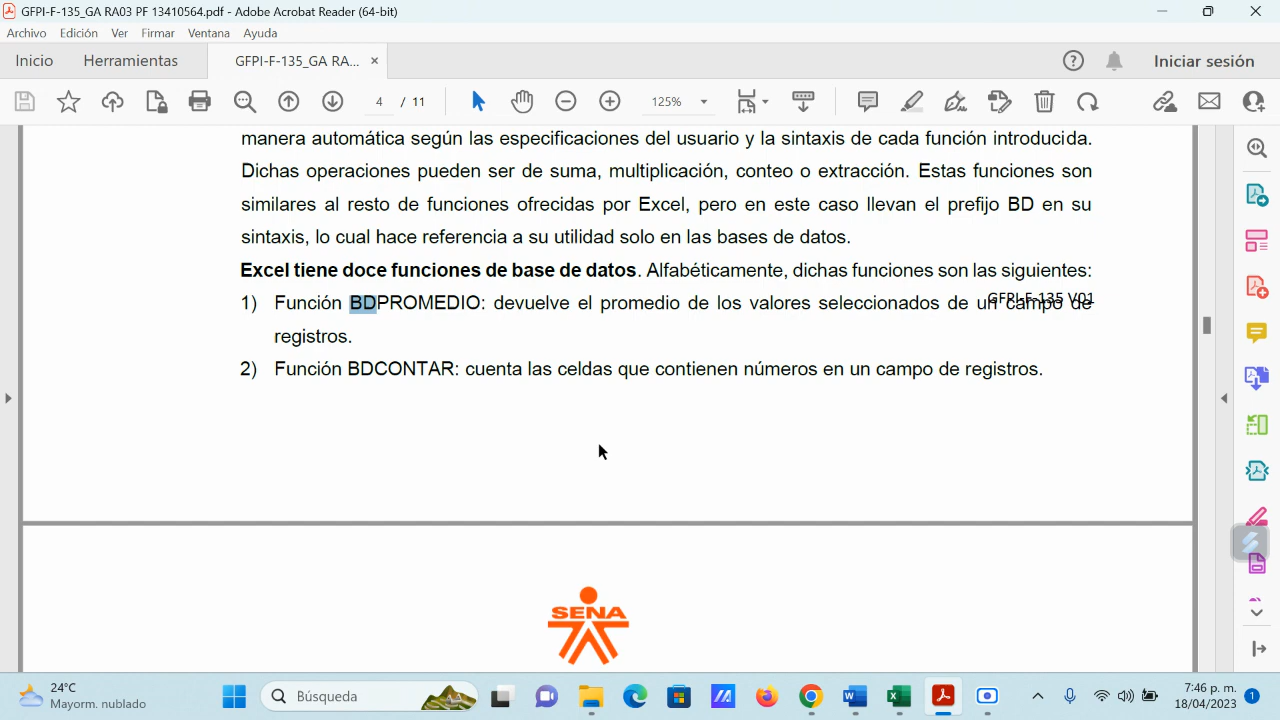 GFPI-F-135_GA RA03 PF 13410564.pdf - Adobe Acrobat Reader (64-bit)
Archivo Edición Ver Firmar Ventana Ayuda
Inicio Herramientas GFPI-F-135_GA RA... × Iniciar sesión
4 / 11 125%
manera automática según las especificaciones del usuario y la sintaxis de cada función introducida.
Dichas operaciones pueden ser de suma, multiplicación, conteo o extracción. Estas funciones son
similares al resto de funciones ofrecidas por Excel, pero en este caso llevan el prefijo BD en su
sintaxis, lo cual hace referencia a su utilidad solo en las bases de datos.
Excel tiene doce funciones de base de datos. Alfabéticamente, dichas funciones son las siguientes:
1) Función BDPROMEDIO: devuelve el promedio de los valores seleccionados de un campo de
GFPI-F-135 V01
registros.
2) Función BDCONTAR: cuenta las celdas que contienen números en un campo de registros.
SENA
24°C
Mayorm. nublado
Búsqueda
7:46 p. m.
18/04/2023
1